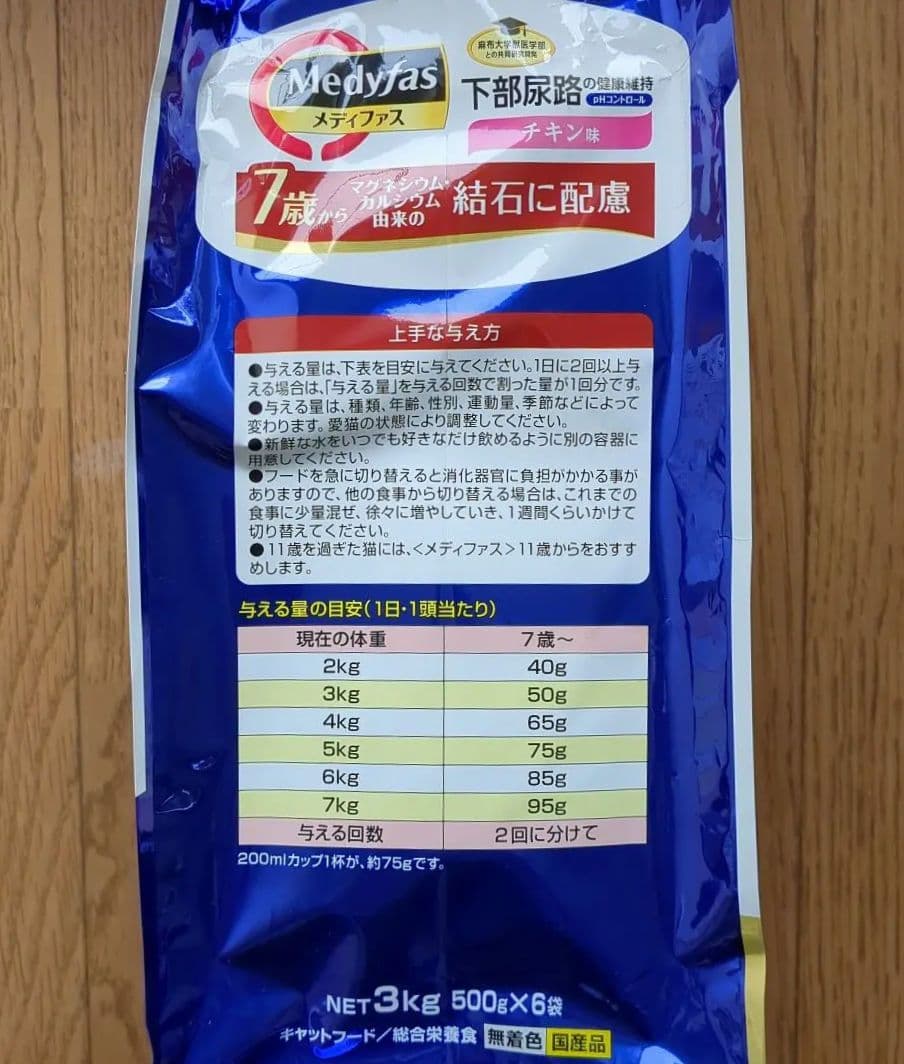 Medyfas
メディファス
麻布大学獣医学部
との共同研究開発
下部尿路の健康維持
pHコントロール
チキン味
7歳から
マグネシウム・
カルシウム
由来の
結石に配慮
上手な与え方
●与える量は、下表を目安に与えてください。1日に2回以上与
える場合は、「与える量」を与える回数で割った量が1回分です。
●与える量は、種類、年齢、性別、運動量、季節などによって
変わります。愛猫の状態により調整してください。
●新鮮な水をいつでも好きなだけ飲めるように別の容器に
用意してください。
●フードを急に切り替えると消化器官に負担がかかる事が
ありますので、他の食事から切り替える場合は、これまでの
食事に少量混ぜ、徐々に増やしていき、1週間くらいかけて
切り替えてください。
●11歳を過ぎた猫には、<メディファス>11歳からをおすす
めします。
与える量の目安(1日・1頭当たり)
現在の体重 7歳〜
2kg 40g
3kg 50g
4kg 65g
5kg 75g
6kg 85g
7kg 95g
与える回数 2回に分けて
200mlカップ1杯が、約75gです。
NET 3kg 500g×6袋
キャットフード/総合栄養食 無着色 国産品